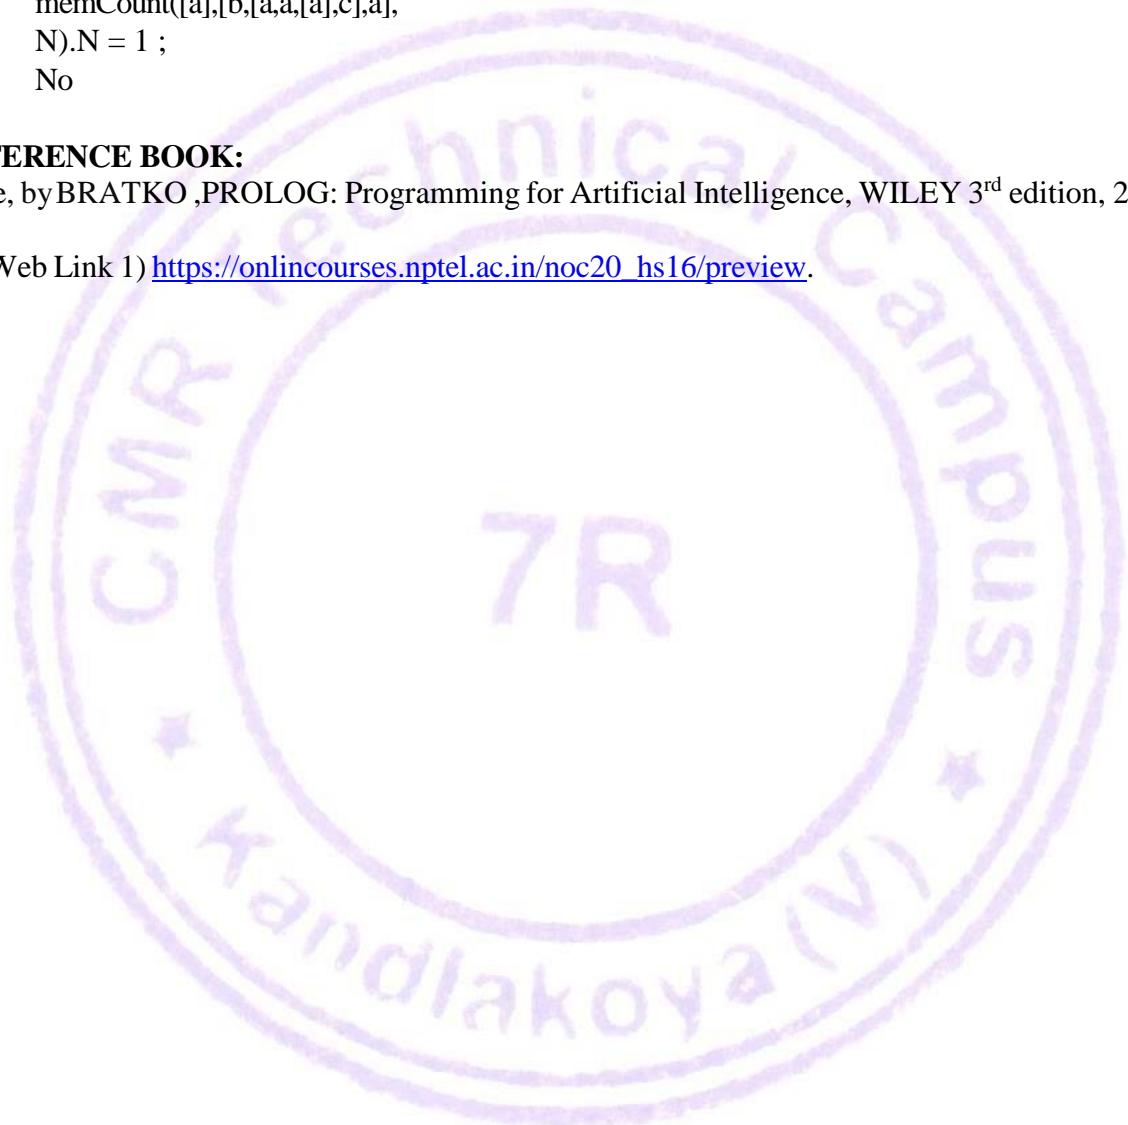 memCount([a],[b,[a,a,[a],c],a],
N).N = 1 ;
No
ERENCE BOOK:
e, by BRATKO ,PROLOG: Programming for Artificial Intelligence, WILEY 3rd edition, 2
Web Link 1) https://onlincourses.nptel.ac.in/noc20_hs16/preview.
CMR Technical Campus
7R
Kandlakoya (V)